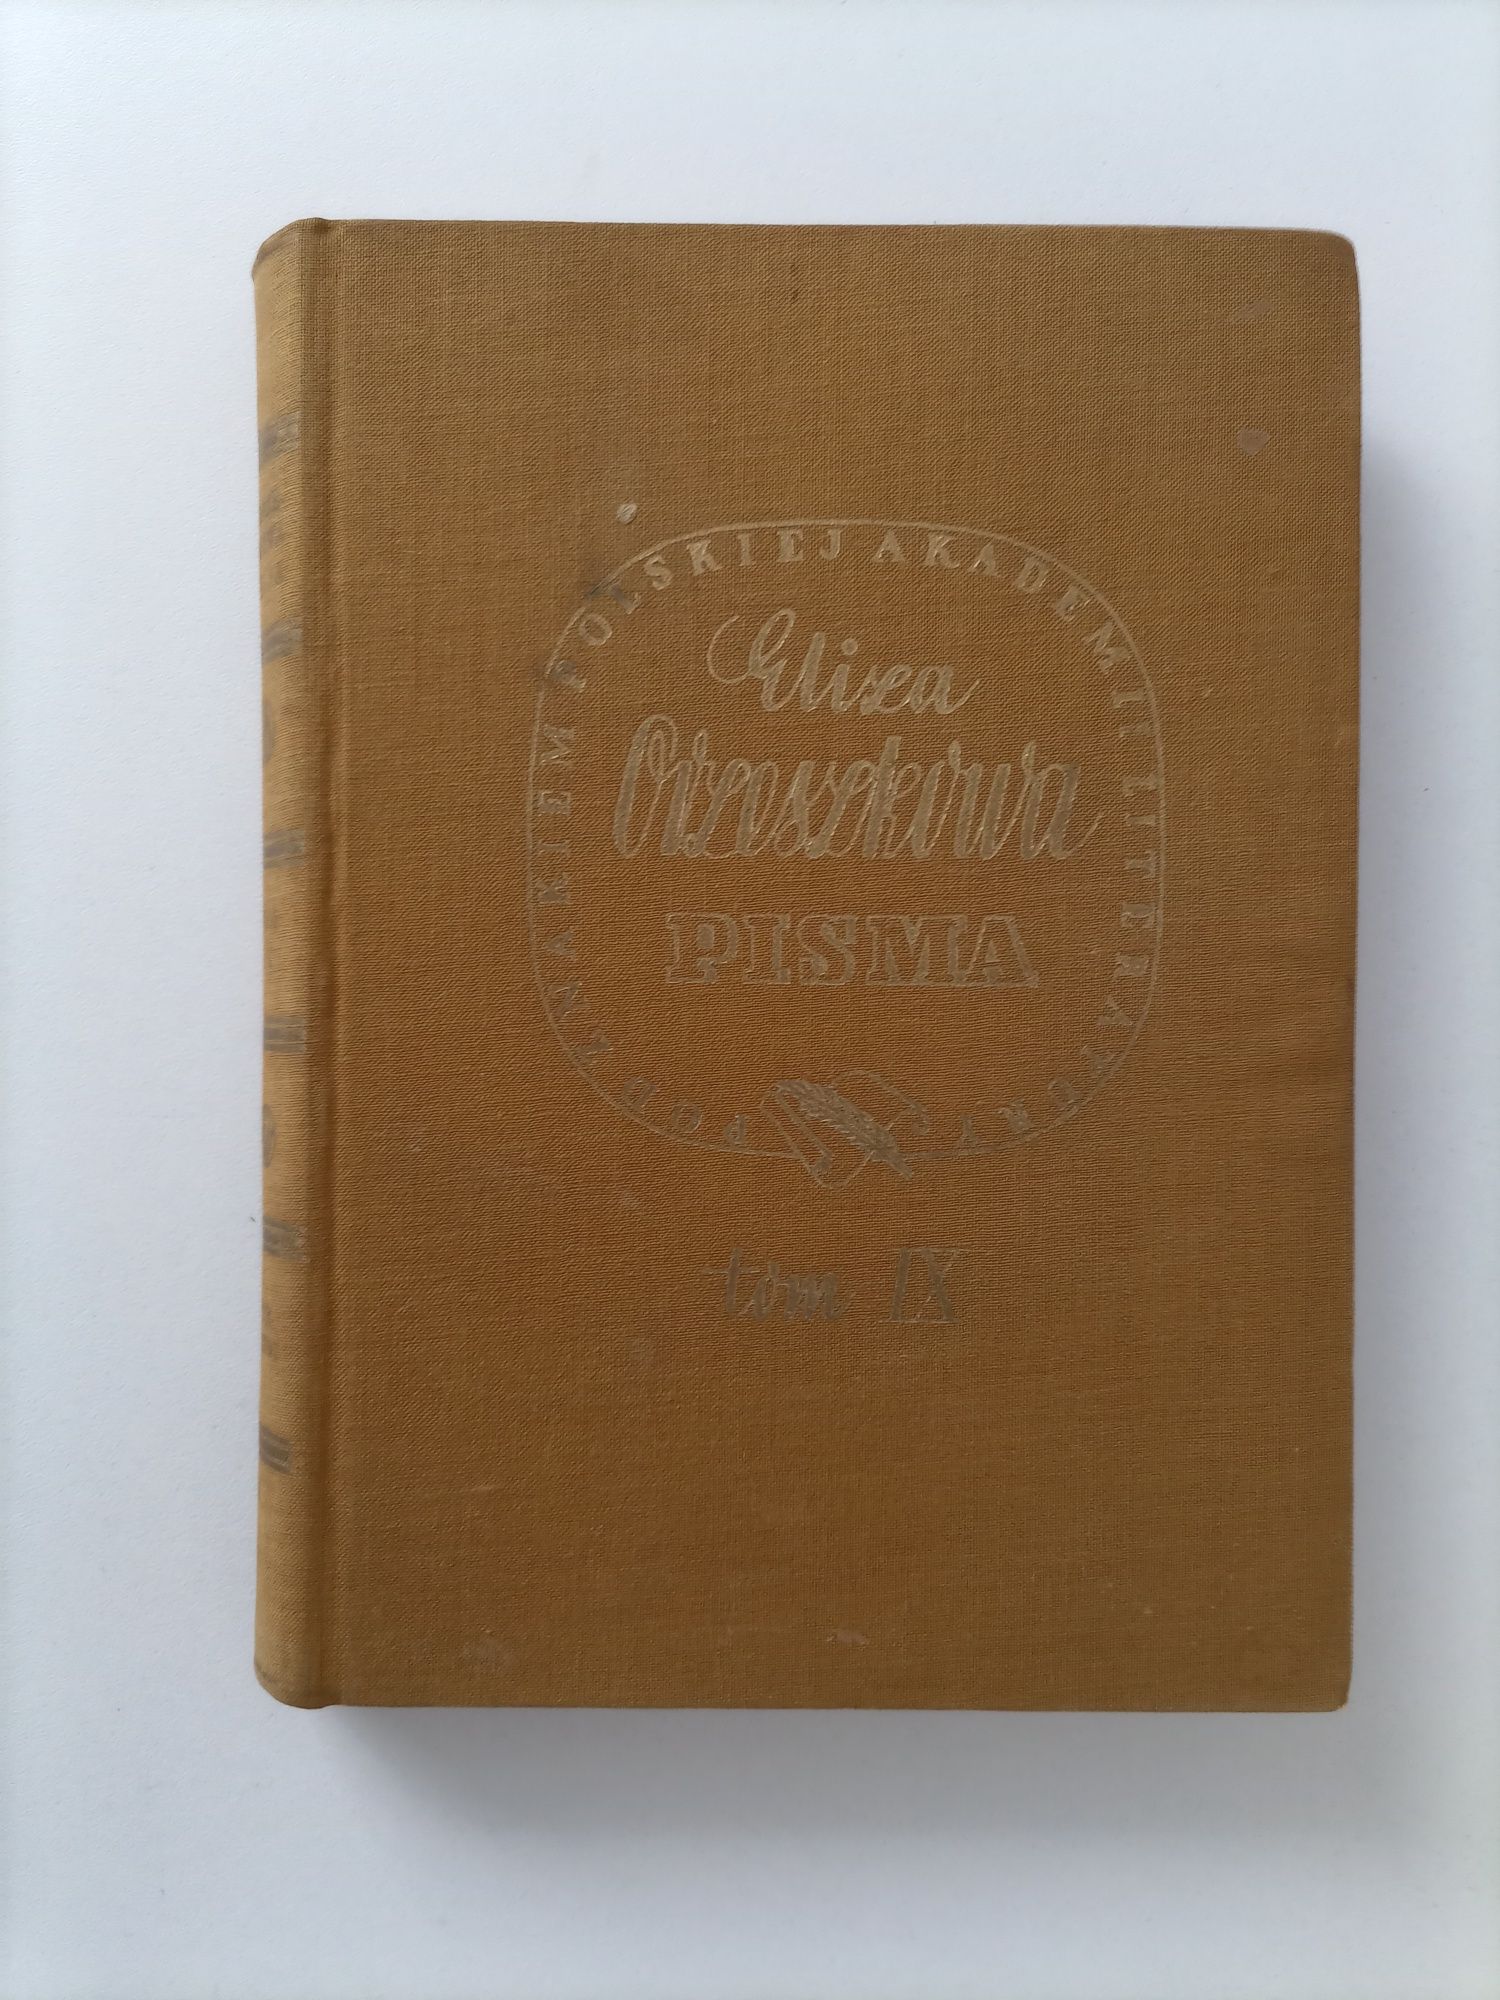 POD ZNAKIEM POLSKIEJ AKADEMII LITERATURY
Eliza
Orzeszkowa
PISMA
tom IX